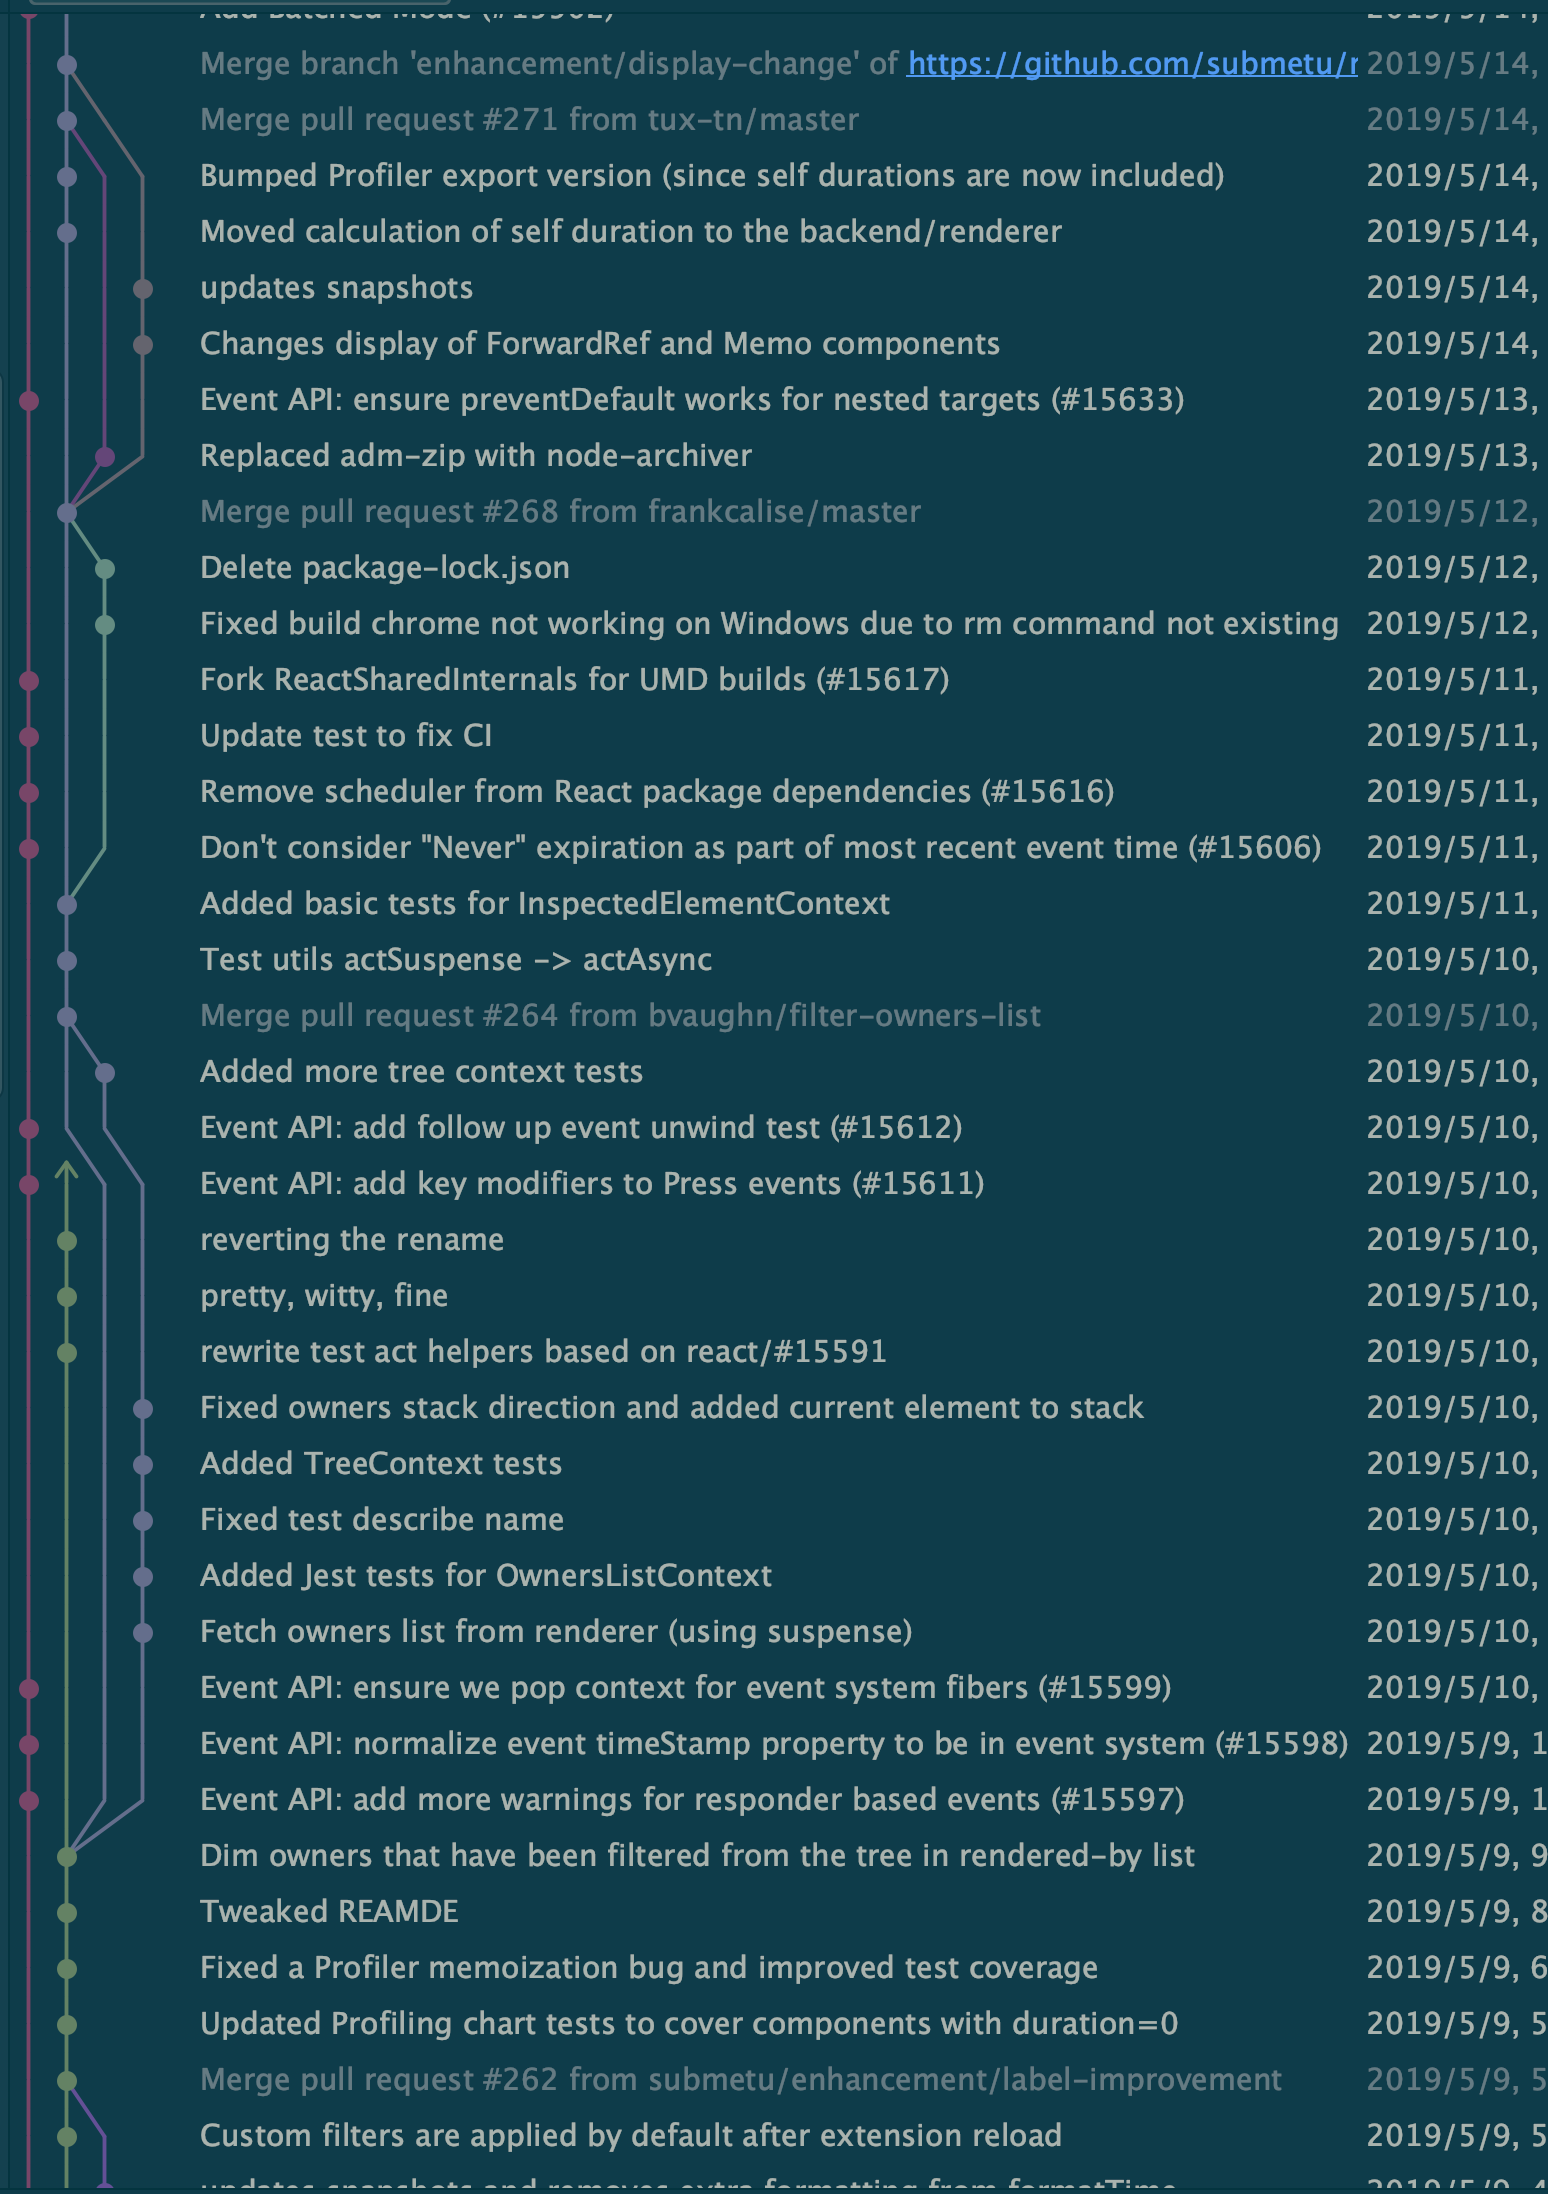 Add Batched Mode (#15502) 2019/5/14,
Merge branch 'enhancement/display-change' of https://github.com/submetu/r 2019/5/14,
Merge pull request #271 from tux-tn/master 2019/5/14,
Bumped Profiler export version (since self durations are now included) 2019/5/14,
Moved calculation of self duration to the backend/renderer 2019/5/14,
updates snapshots 2019/5/14,
Changes display of ForwardRef and Memo components 2019/5/14,
Event API: ensure preventDefault works for nested targets (#15633) 2019/5/13,
Replaced adm-zip with node-archiver 2019/5/13,
Merge pull request #268 from frankcalise/master 2019/5/12,
Delete package-lock.json 2019/5/12,
Fixed build chrome not working on Windows due to rm command not existing 2019/5/12,
Fork ReactSharedInternals for UMD builds (#15617) 2019/5/11,
Update test to fix CI 2019/5/11,
Remove scheduler from React package dependencies (#15616) 2019/5/11,
Don't consider "Never" expiration as part of most recent event time (#15606) 2019/5/11,
Added basic tests for InspectedElementContext 2019/5/11,
Test utils actSuspense -> actAsync 2019/5/10,
Merge pull request #264 from bvaughn/filter-owners-list 2019/5/10,
Added more tree context tests 2019/5/10,
Event API: add follow up event unwind test (#15612) 2019/5/10,
Event API: add key modifiers to Press events (#15611) 2019/5/10,
reverting the rename 2019/5/10,
pretty, witty, fine 2019/5/10,
rewrite test act helpers based on react/#15591 2019/5/10,
Fixed owners stack direction and added current element to stack 2019/5/10,
Added TreeContext tests 2019/5/10,
Fixed test describe name 2019/5/10,
Added Jest tests for OwnersListContext 2019/5/10,
Fetch owners list from renderer (using suspense) 2019/5/10,
Event API: ensure we pop context for event system fibers (#15599) 2019/5/10,
Event API: normalize event timeStamp property to be in event system (#15598) 2019/5/9, 1
Event API: add more warnings for responder based events (#15597) 2019/5/9, 1
Dim owners that have been filtered from the tree in rendered-by list 2019/5/9, 9
Tweaked REAMDE 2019/5/9, 8
Fixed a Profiler memoization bug and improved test coverage 2019/5/9, 6
Updated Profiling chart tests to cover components with duration=0 2019/5/9, 5
Merge pull request #262 from submetu/enhancement/label-improvement 2019/5/9, 5
Custom filters are applied by default after extension reload 2019/5/9, 5
updates snapshots and removes extra formatting from formatTime 2019/5/9, 4